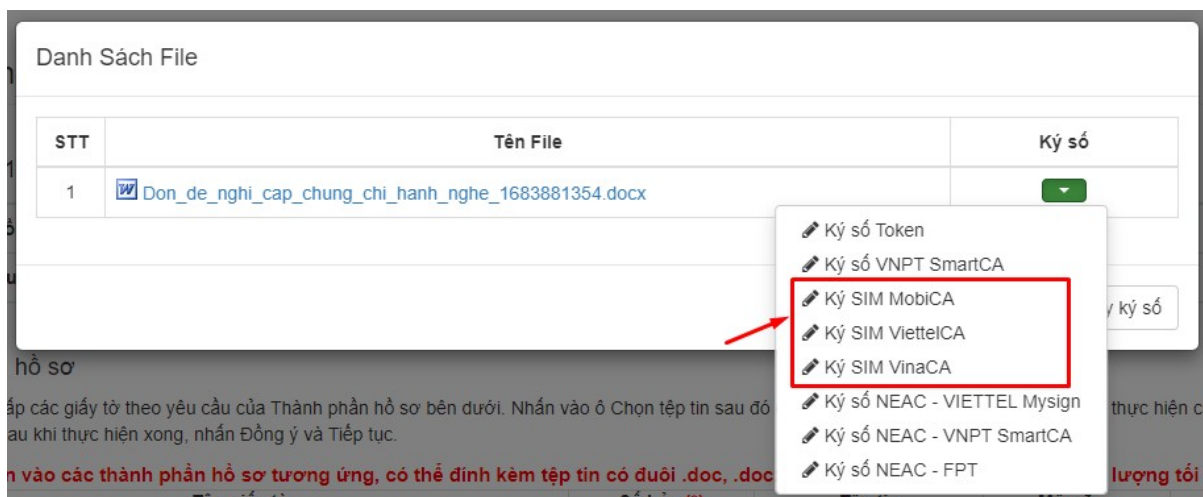 Danh Sách File
STT Tên File Ký số
1 Don_de_nghi_cap_chung_chi_hanh_nghe_1683881354.docx
Ký số Token
Ký số VNPT SmartCA
Ký SIM MobiCA
Ký SIM ViettelCA
Ký SIM VinaCA
Ký số NEAC - VIETTEL Mysign
Ký số NEAC - VNPT SmartCA
Ký số NEAC - FPT
ký số
hồ sơ
các giấy tờ theo yêu cầu của Thành phần hồ sơ bên dưới. Nhấn vào ô Chọn tệp tin sau đó thực hiện
khi thực hiện xong, nhấn Đồng ý và Tiếp tục.
vào các thành phần hồ sơ tương ứng, có thể đính kèm tệp tin có đuôi .doc, lượng tối